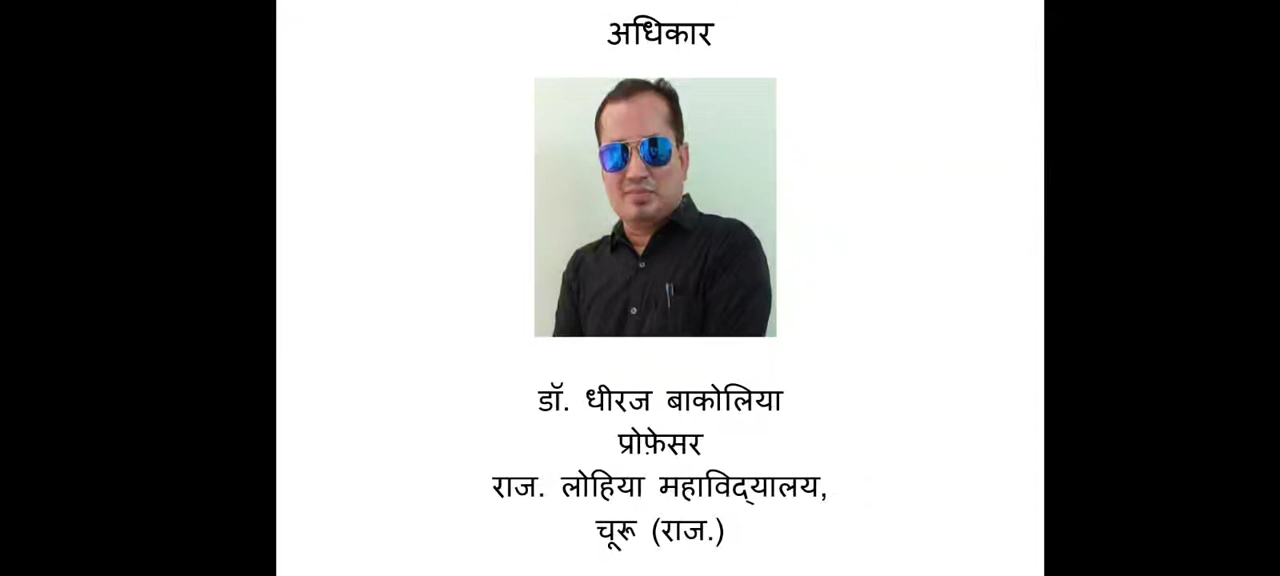 अधिकार
डॉ. धीरज बाकोलिया
प्रोफ़ेसर
राज. लोहिया महाविद्यालय,
चूरू (राज.)